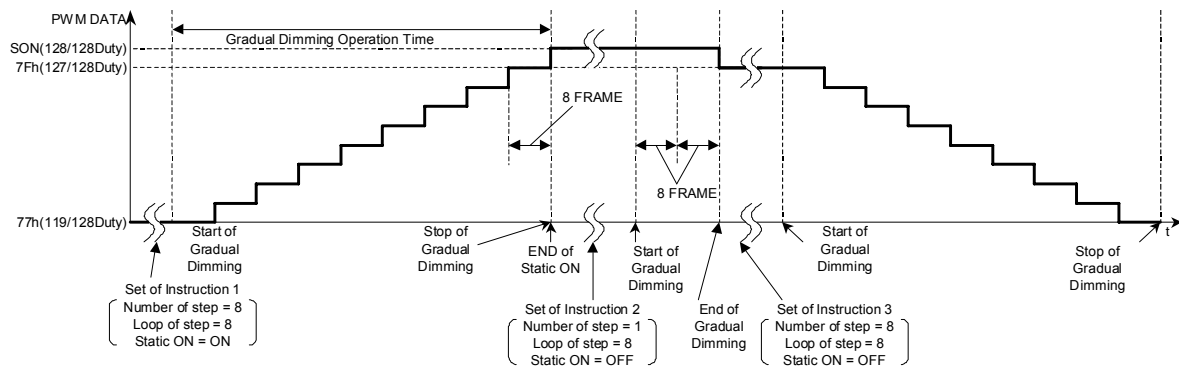 PWM DATA
SON(128/128Duty)
Gradual Dimming Operation Time
7Fh(127/128Duty)
8 FRAME
8 FRAME
77h(119/128Duty)
t
Start of
Gradual
Dimming
Stop of
Gradual
Dimming
END of
Static ON
Start of
Gradual
Dimming
End of
Gradual
Dimming
Start of
Gradual
Dimming
Stop of
Gradual
Dimming
Set of Instruction 1
Number of step = 8
Loop of step = 8
Static ON = ON
Set of Instruction 2
Number of step = 1
Loop of step = 8
Static ON = OFF
Set of Instruction 3
Number of step = 8
Loop of step = 8
Static ON = OFF